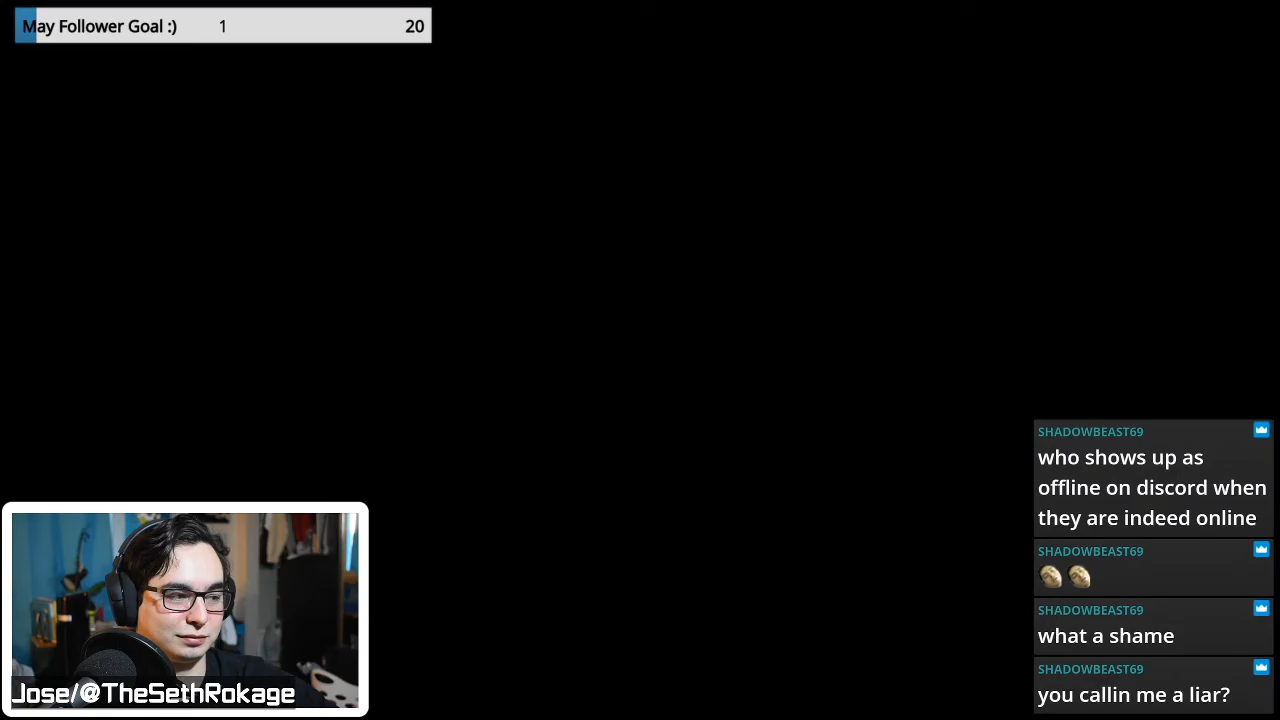 May Follower Goal :) 1 20
SHADOWBEAST69
who shows up as
offline on discord when
they are indeed online
SHADOWBEAST69
SHADOWBEAST69
what a shame
SHADOWBEAST69
you callin me a liar?
Jose/@TheSethRokage